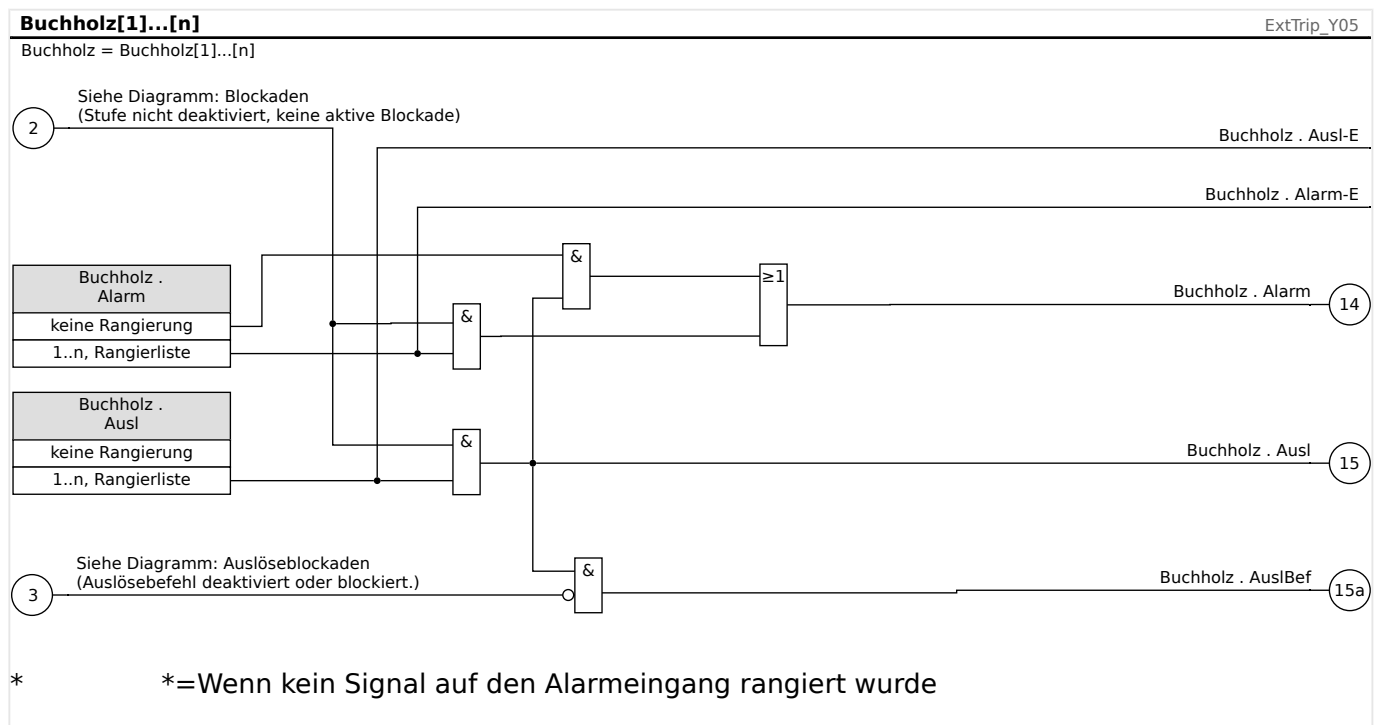 Buchholz[1]...[n]
ExtTrip_Y05
Buchholz = Buchholz[1]...[n]
Siehe Diagramm: Blockaden
(Stufe nicht deaktiviert, keine aktive Blockade)
2
Buchholz . Ausl-E
Buchholz . Alarm-E
&
≥1
Buchholz .
Alarm
keine Rangierung
1..n, Rangierliste
&
Buchholz . Alarm
14
Buchholz .
Ausl
keine Rangierung
1..n, Rangierliste
&
Buchholz . Ausl
15
Siehe Diagramm: Auslöseblockaden
(Auslösebefehl deaktiviert oder blockiert.)
3
&
Buchholz . AuslBef
15a
* *=Wenn kein Signal auf den Alarmeingang rangiert wurde